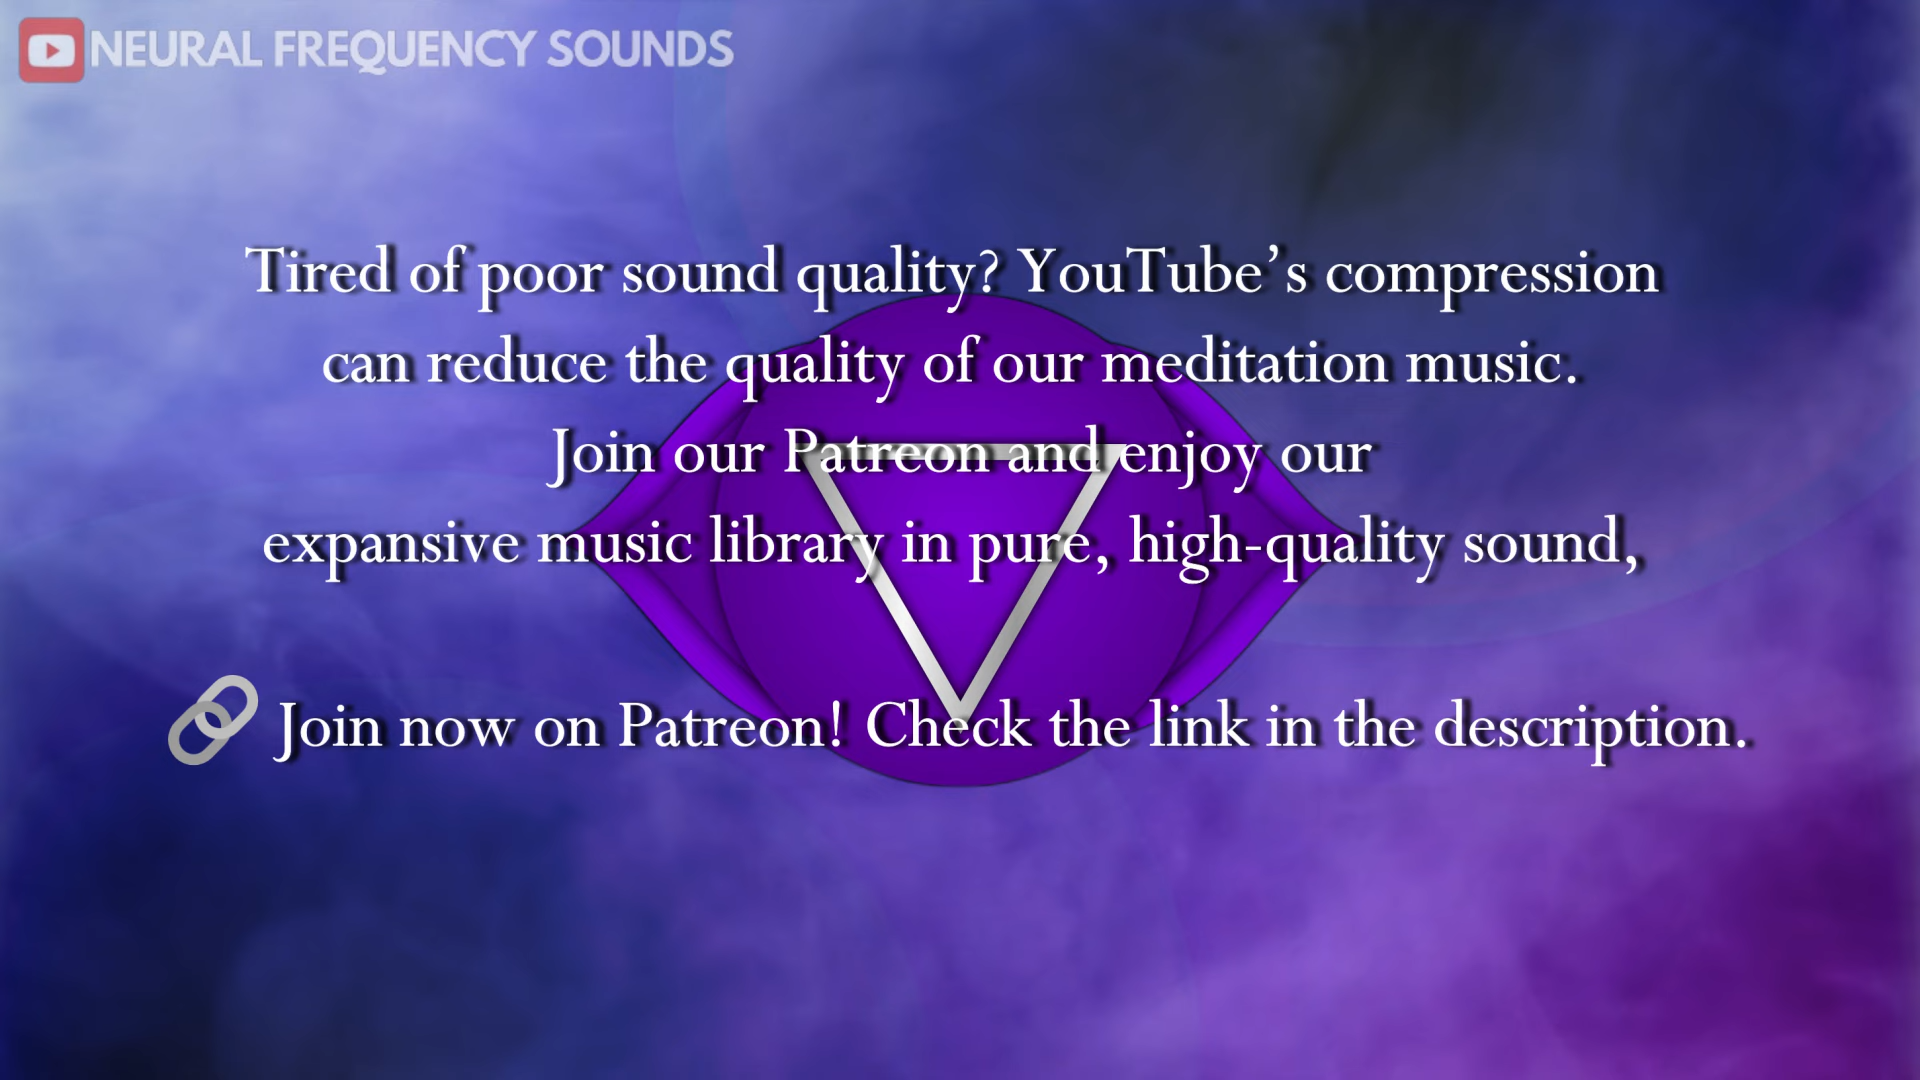 NEURAL FREQUENCY SOUNDS
Tired of poor sound quality? YouTube’s compression
can reduce the quality of our meditation music.
Join our Patreon and enjoy our
expansive music library in pure, high-quality sound,
Join now on Patreon! Check the link in the description.